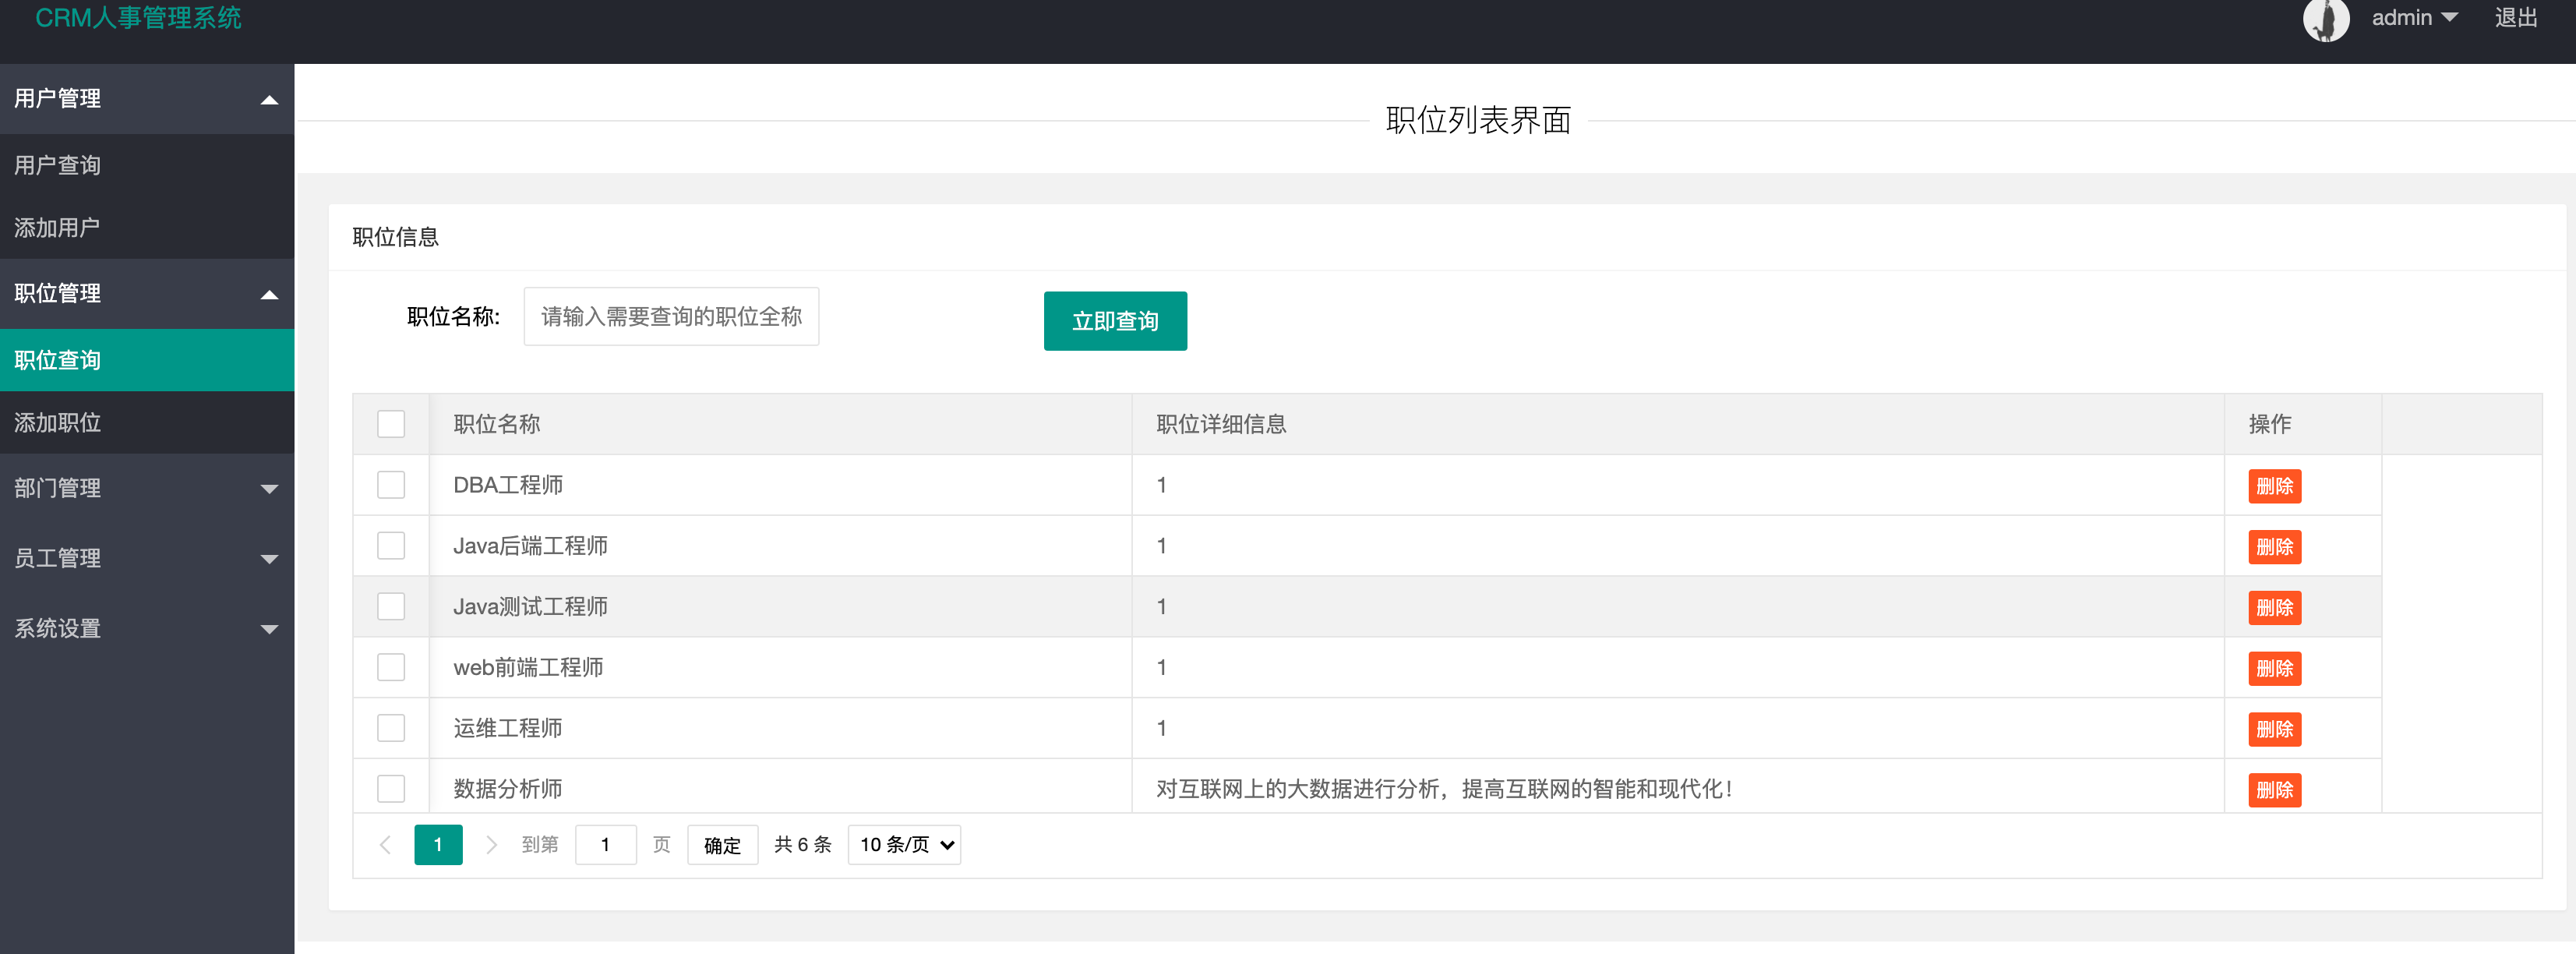 CRM人事管理系统
admin
退出
用户管理
用户查询
添加用户
职位管理
职位查询
添加职位
部门管理
员工管理
系统设置
职位列表界面
职位信息
职位名称: 请输入需要查询的职位全称 立即查询
职位名称 职位详细信息 操作
DBA工程师 1 删除
Java后端工程师 1 删除
Java测试工程师 1 删除
web前端工程师 1 删除
运维工程师 1 删除
数据分析师 对互联网上的大数据进行分析，提高互联网的智能和现代化！ 删除
1 到第 1 页 确定 共 6 条 10 条/页